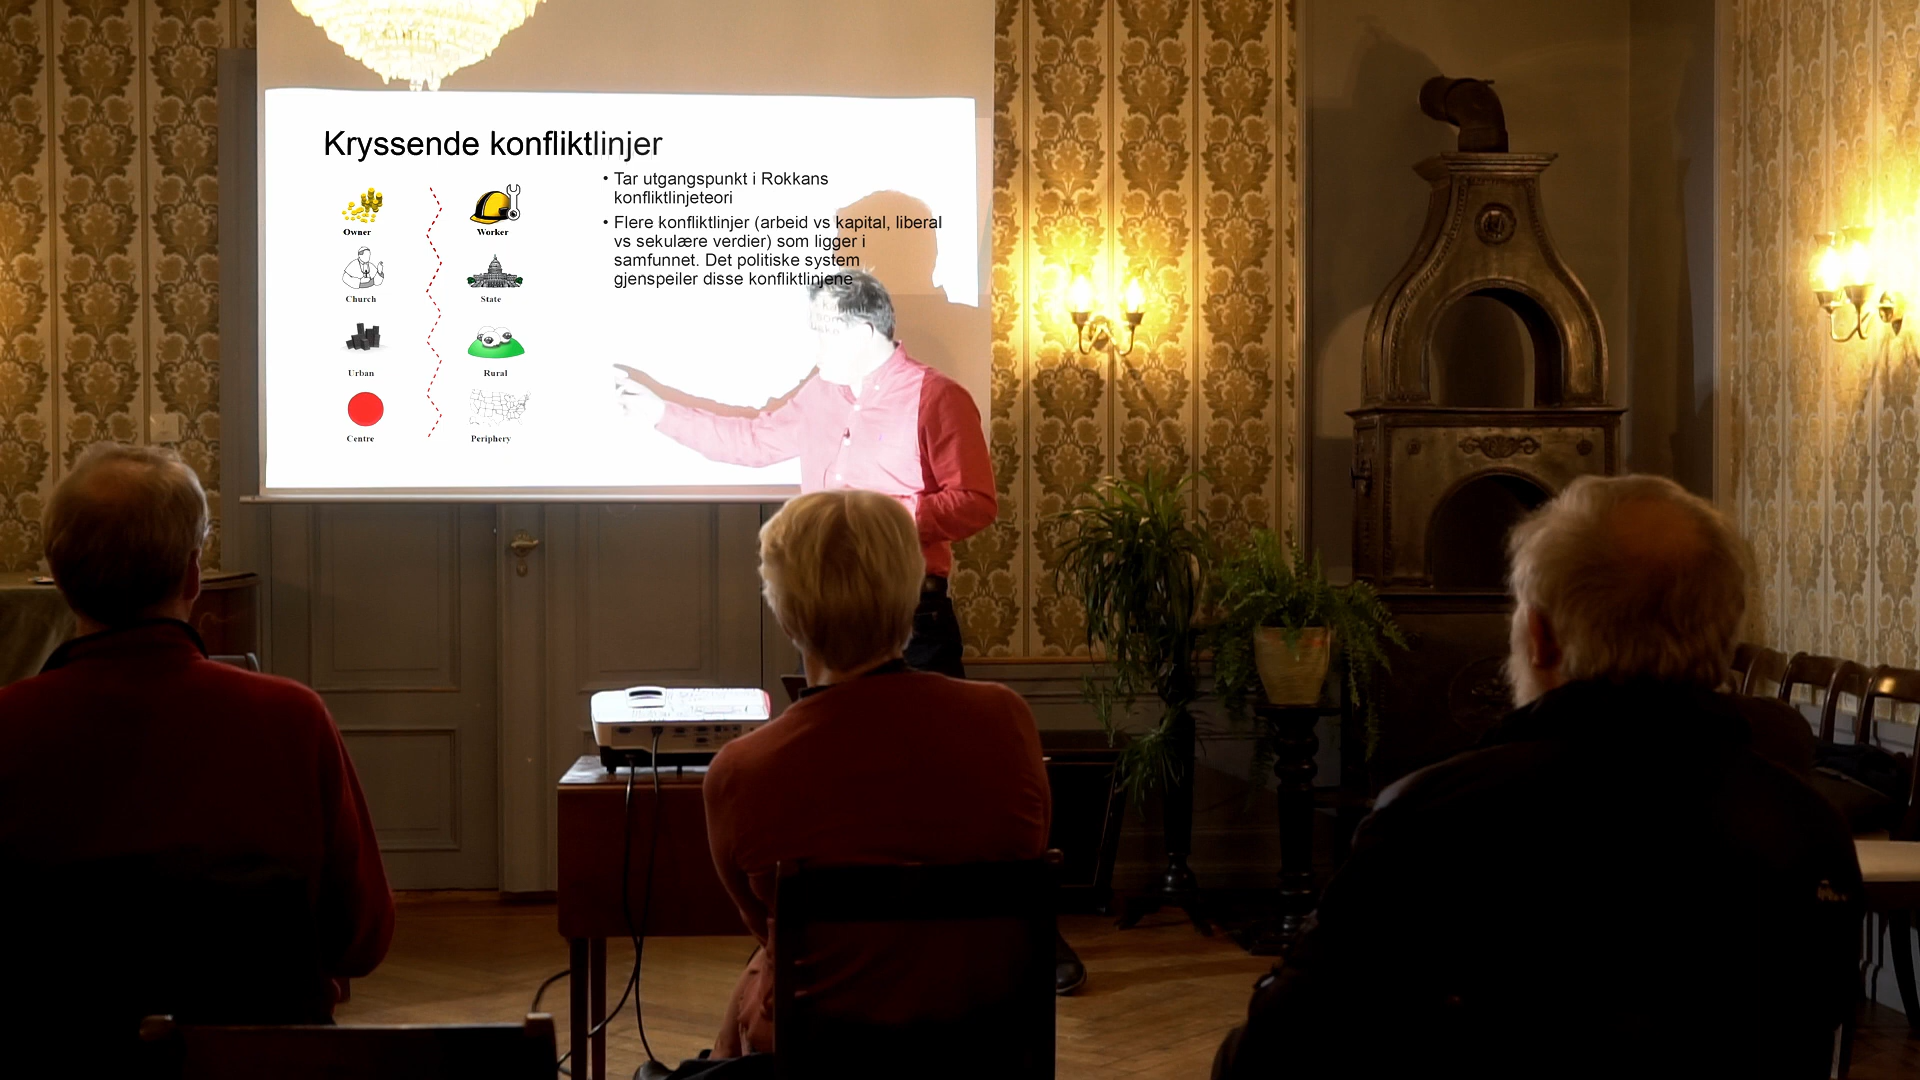 Kryssende konfliktlinjer
Owner
Worker
Church
State
Urban
Rural
Centre
Periphery
• Tar utgangspunkt i Rokkans
konfliktlinjeteori
• Flere konfliktlinjer (arbeid vs kapital, liberal
vs sekulære verdier) som ligger i
samfunnet. Det politiske system
gjenspeiler disse konfliktlinjene